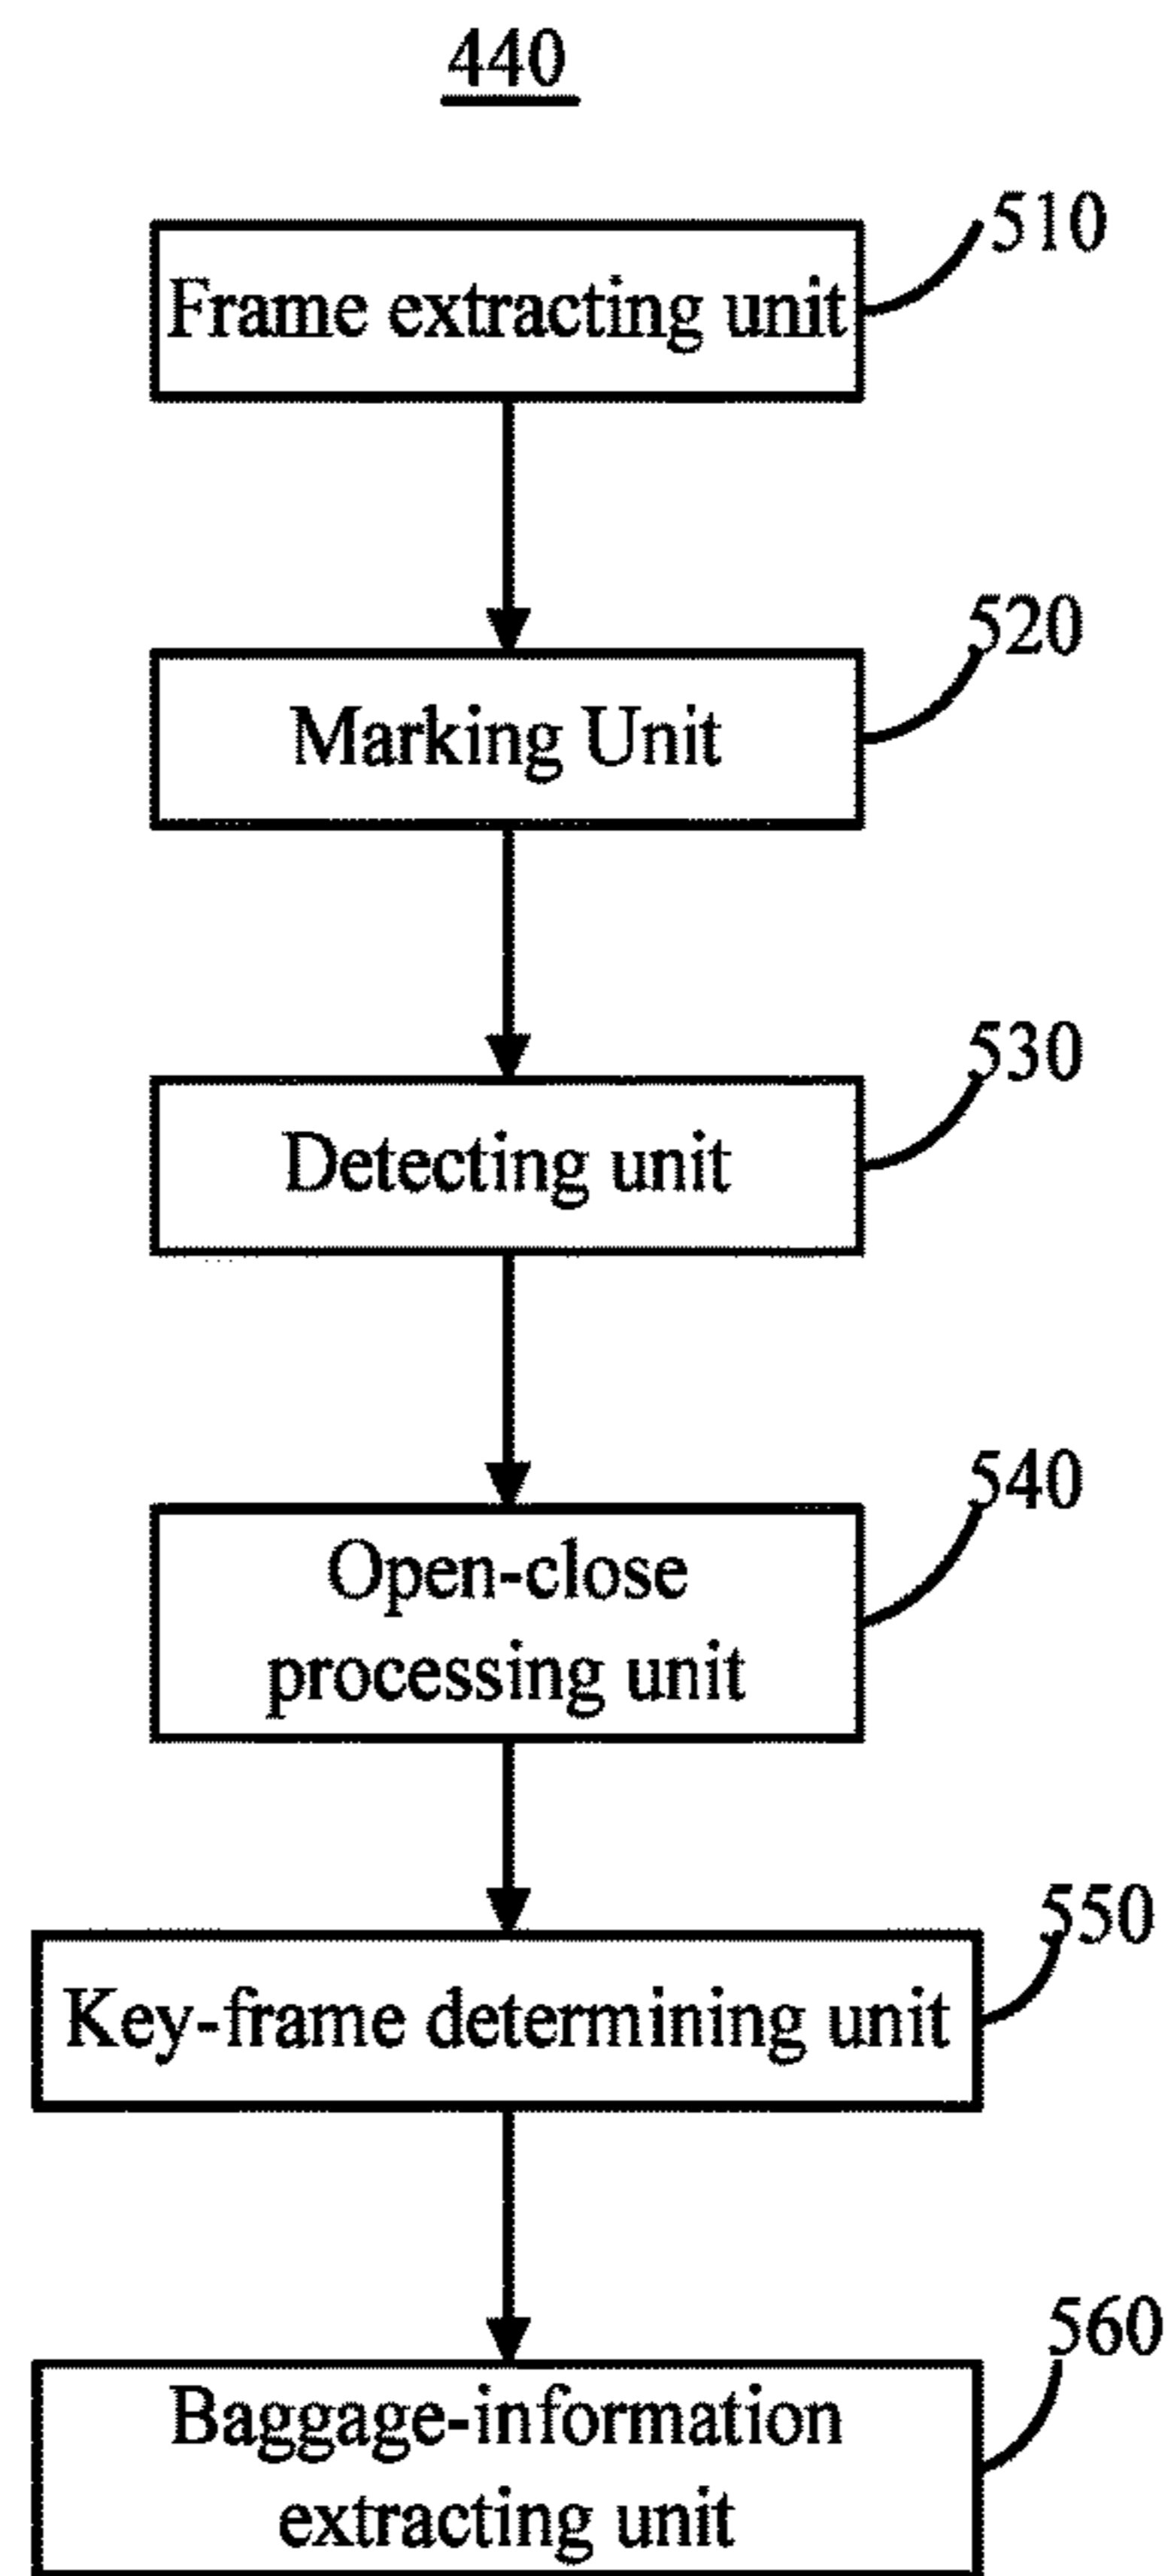 440
510
Frame extracting unit
520
Marking Unit
530
Detecting unit
540
Open-close
processing unit
550
Key-frame determining unit
560
Baggage-information
extracting unit